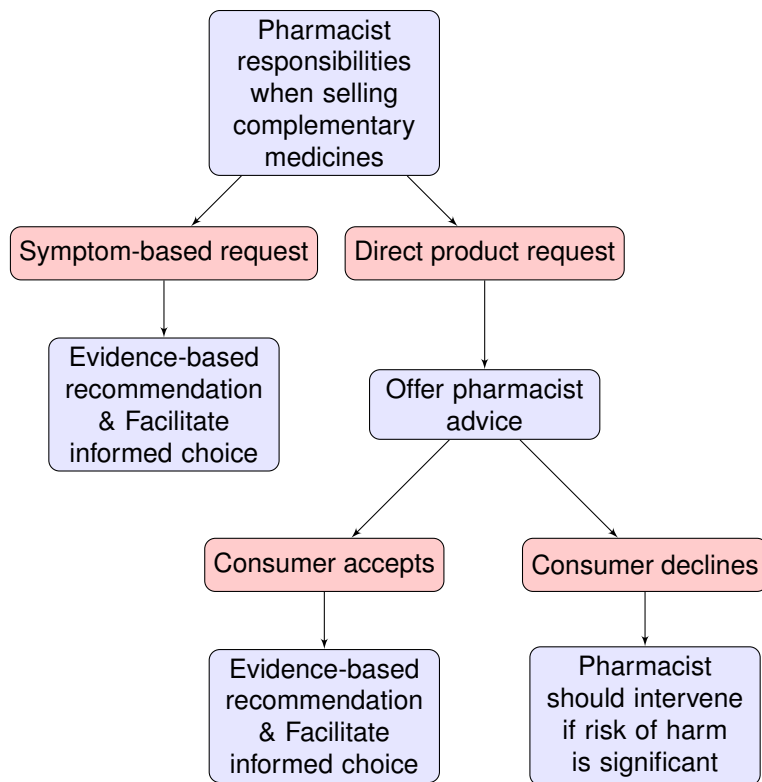 Pharmacist
responsibilities
when selling
complementary
medicines
Symptom-based request
Direct product request
Evidence-based
recommendation
& Facilitate
informed choice
Offer pharmacist
advice
Consumer accepts
Consumer declines
Evidence-based
recommendation
& Facilitate
informed choice
Pharmacist
should intervene
if risk of harm
is significant